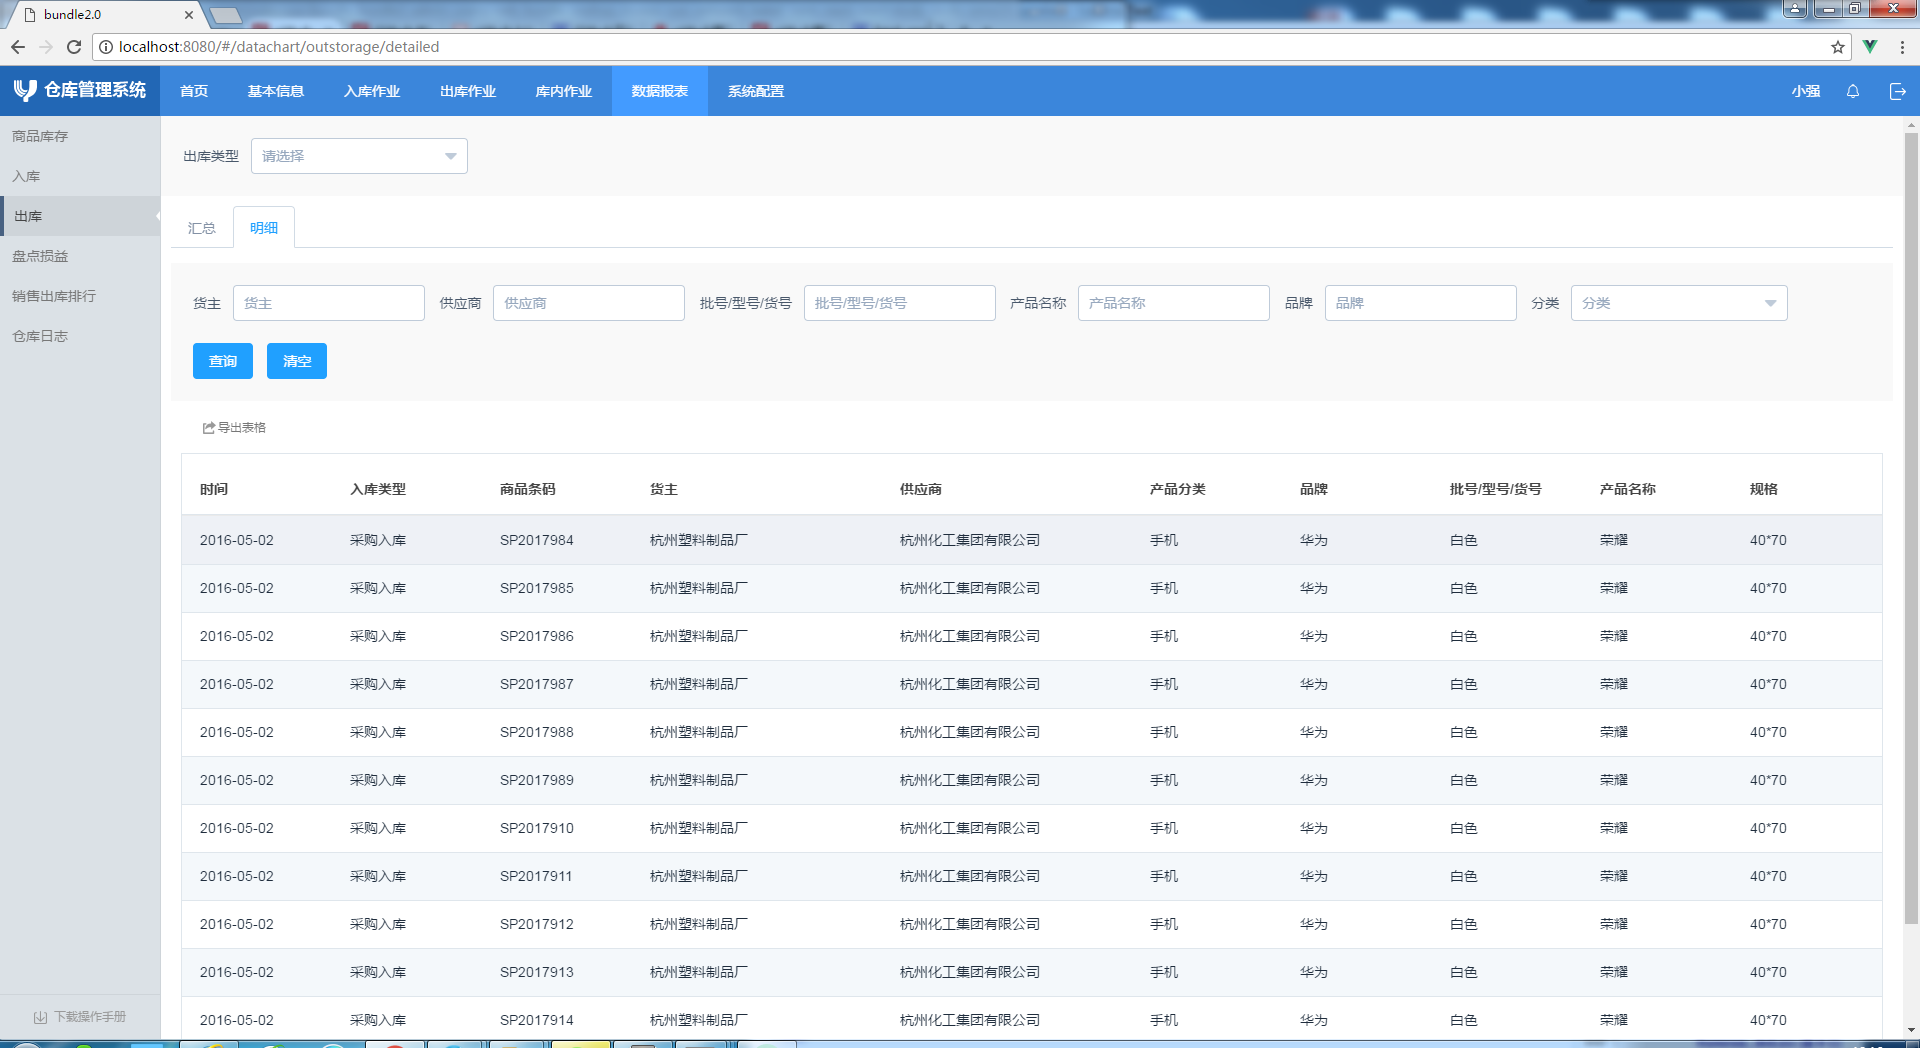 bundle2.0
localhost:8080/#/datachart/outstorage/detailed
仓库管理系统 首页 基本信息 入库作业 出库作业 库内作业 数据报表 系统配置 小强
商品库存
入库
出库
盘点损益
销售出库排行
仓库日志
下载操作手册
出库类型 请选择
汇总 明细
货主 货主 供应商 供应商 批号/型号/货号 批号/型号/货号 产品名称 产品名称 品牌 品牌 分类 分类
查询 清空
导出表格
时间 入库类型 商品条码 货主 供应商 产品分类 品牌 批号/型号/货号 产品名称 规格
2016-05-02 采购入库 SP2017984 杭州塑料制品厂 杭州化工集团有限公司 手机 华为 白色 荣耀 40*70
2016-05-02 采购入库 SP2017985 杭州塑料制品厂 杭州化工集团有限公司 手机 华为 白色 荣耀 40*70
2016-05-02 采购入库 SP2017986 杭州塑料制品厂 杭州化工集团有限公司 手机 华为 白色 荣耀 40*70
2016-05-02 采购入库 SP2017987 杭州塑料制品厂 杭州化工集团有限公司 手机 华为 白色 荣耀 40*70
2016-05-02 采购入库 SP2017988 杭州塑料制品厂 杭州化工集团有限公司 手机 华为 白色 荣耀 40*70
2016-05-02 采购入库 SP2017989 杭州塑料制品厂 杭州化工集团有限公司 手机 华为 白色 荣耀 40*70
2016-05-02 采购入库 SP2017910 杭州塑料制品厂 杭州化工集团有限公司 手机 华为 白色 荣耀 40*70
2016-05-02 采购入库 SP2017911 杭州塑料制品厂 杭州化工集团有限公司 手机 华为 白色 荣耀 40*70
2016-05-02 采购入库 SP2017912 杭州塑料制品厂 杭州化工集团有限公司 手机 华为 白色 荣耀 40*70
2016-05-02 采购入库 SP2017913 杭州塑料制品厂 杭州化工集团有限公司 手机 华为 白色 荣耀 40*70
2016-05-02 采购入库 SP2017914 杭州塑料制品厂 杭州化工集团有限公司 手机 华为 白色 荣耀 40*70